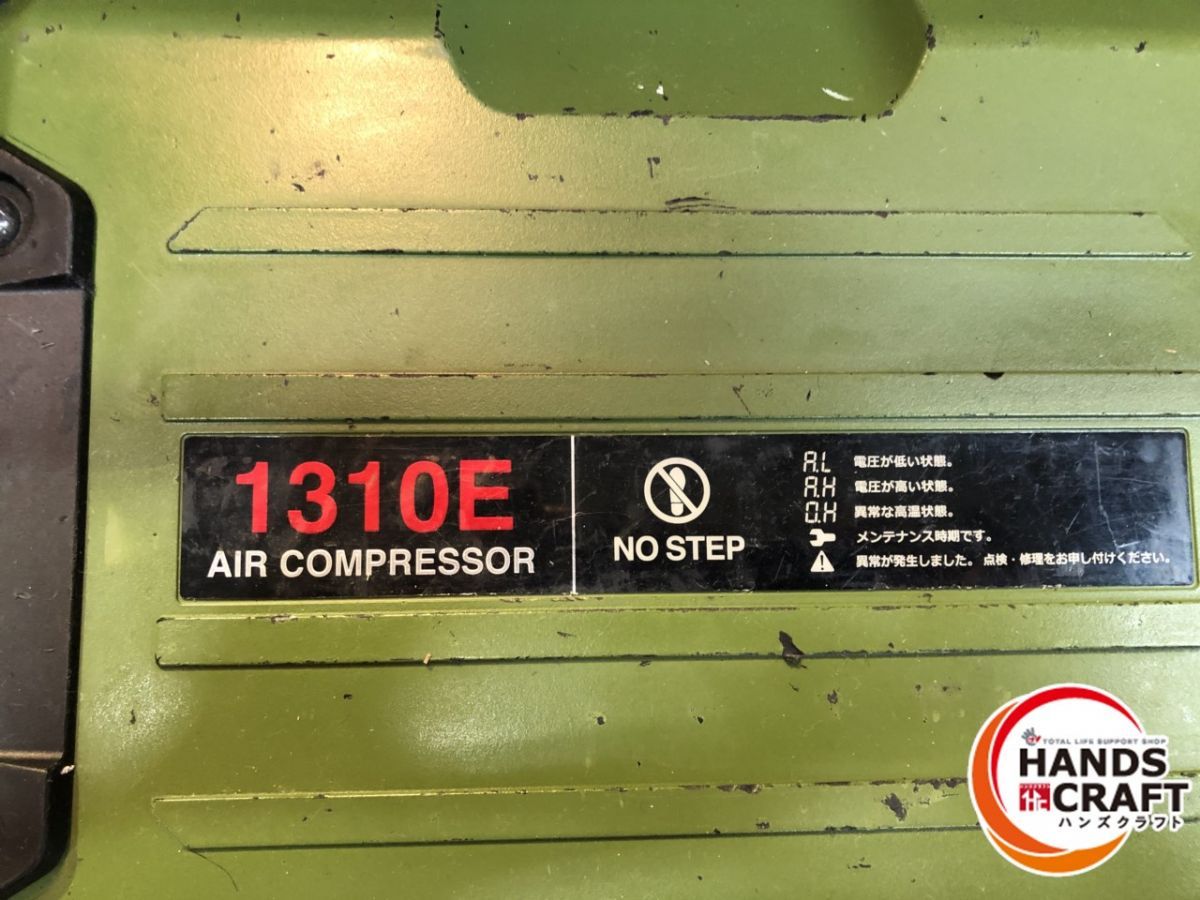 1310E
AIR COMPRESSOR
NO STEP
A.L 電圧が低い状態。
A.H 電圧が高い状態。
O.H 異常な高温状態。
メンテナンス時期です。
異常が発生しました。点検・修理をお申し付けください。
TOTAL LIFE SUPPORT SHOP
HANDS
CRAFT
ハンズクラフト